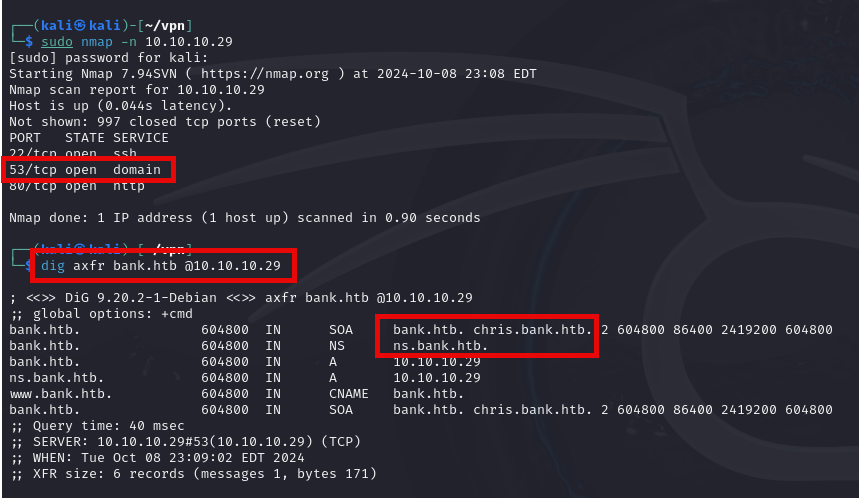 ┌──(kali㉿kali)-[~/vpn]
└─$ sudo nmap -n 10.10.10.29
[sudo] password for kali:
Starting Nmap 7.94SVN ( https://nmap.org ) at 2024-10-08 23:08 EDT
Nmap scan report for 10.10.10.29
Host is up (0.044s latency).
Not shown: 997 closed tcp ports (reset)
PORT   STATE SERVICE
22/tcp open  ssh
53/tcp open  domain
80/tcp open  http
Nmap done: 1 IP address (1 host up) scanned in 0.90 seconds
┌──(kali㉿kali)-[~/vpn]
└─$ dig axfr bank.htb @10.10.10.29
; <<>> DiG 9.20.2-1-Debian <<>> axfr bank.htb @10.10.10.29
;; global options: +cmd
bank.htb. 604800 IN SOA bank.htb. chris.bank.htb. 2 604800 86400 2419200 604800
bank.htb. 604800 IN NS ns.bank.htb.
bank.htb. 604800 IN A 10.10.10.29
ns.bank.htb. 604800 IN A 10.10.10.29
www.bank.htb. 604800 IN CNAME bank.htb.
bank.htb. 604800 IN SOA bank.htb. chris.bank.htb. 2 604800 86400 2419200 604800
;; Query time: 40 msec
;; SERVER: 10.10.10.29#53(10.10.10.29) (TCP)
;; WHEN: Tue Oct 08 23:09:02 EDT 2024
;; XFR size: 6 records (messages 1, bytes 171)